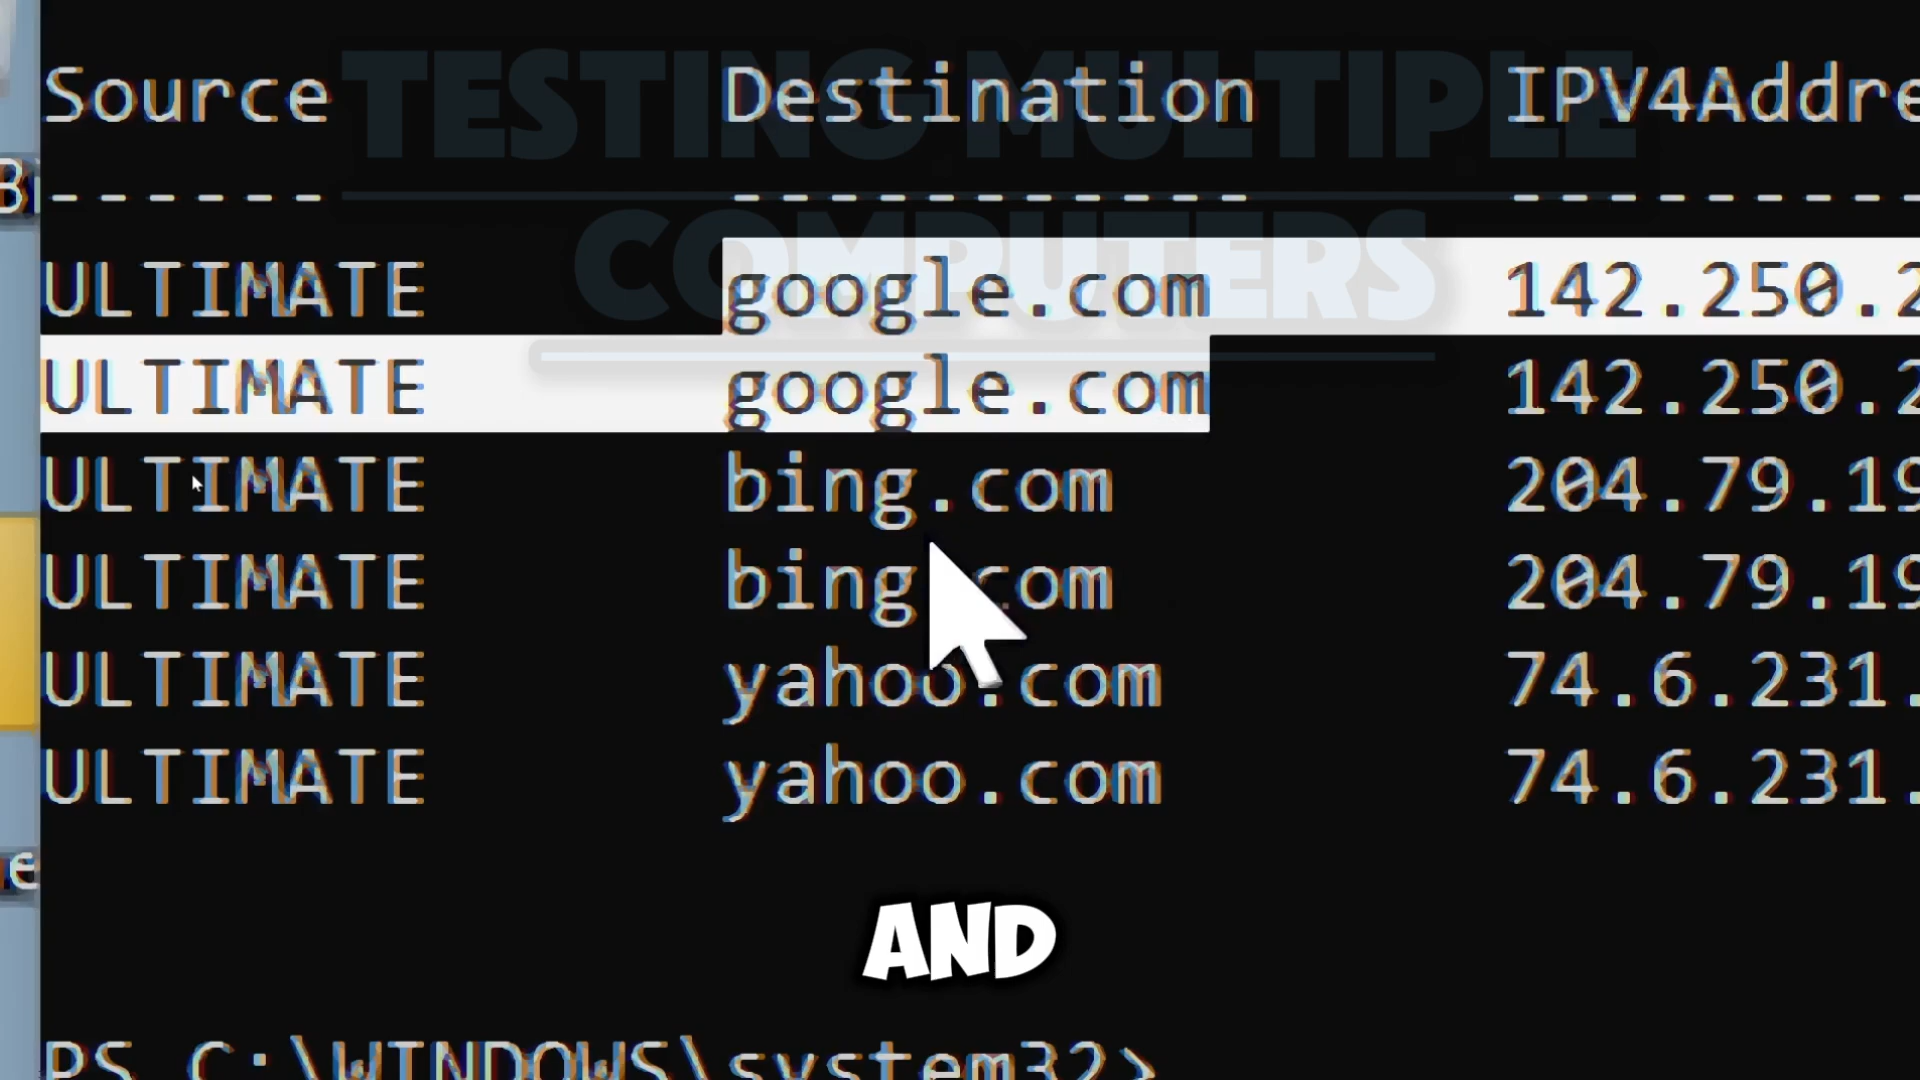 TESTING MULTIPLE
COMPUTERS
Source Destination IPV4Addre
------ ----------- ---------
ULTIMATE google.com 142.250.2
ULTIMATE google.com 142.250.2
ULTIMATE bing.com 204.79.19
ULTIMATE bing.com 204.79.19
ULTIMATE yahoo.com 74.6.231.
ULTIMATE yahoo.com 74.6.231.
AND
PS C:\WINDOWS\system32>